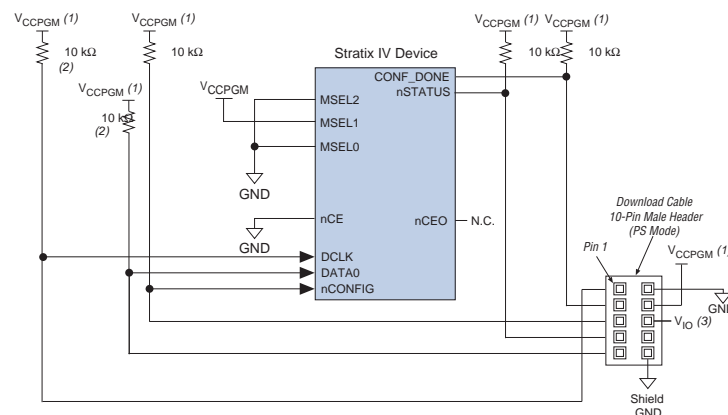 VCCPGM (1)
VCCPGM (1)
VCCPGM (1)
VCCPGM (1)
10 kΩ
(2)
10 kΩ
10 kΩ
10 kΩ
Stratix IV Device
VCCPGM (1)
10 kΩ
(2)
VCCPGM
CONF_DONE
nSTATUS
MSEL2
MSEL1
MSEL0
GND
nCE
nCEO
N.C.
GND
DCLK
DATA0
nCONFIG
Download Cable
10-Pin Male Header
(PS Mode)
Pin 1
VCCPGM (1)
GND
VIO (3)
Shield
GND